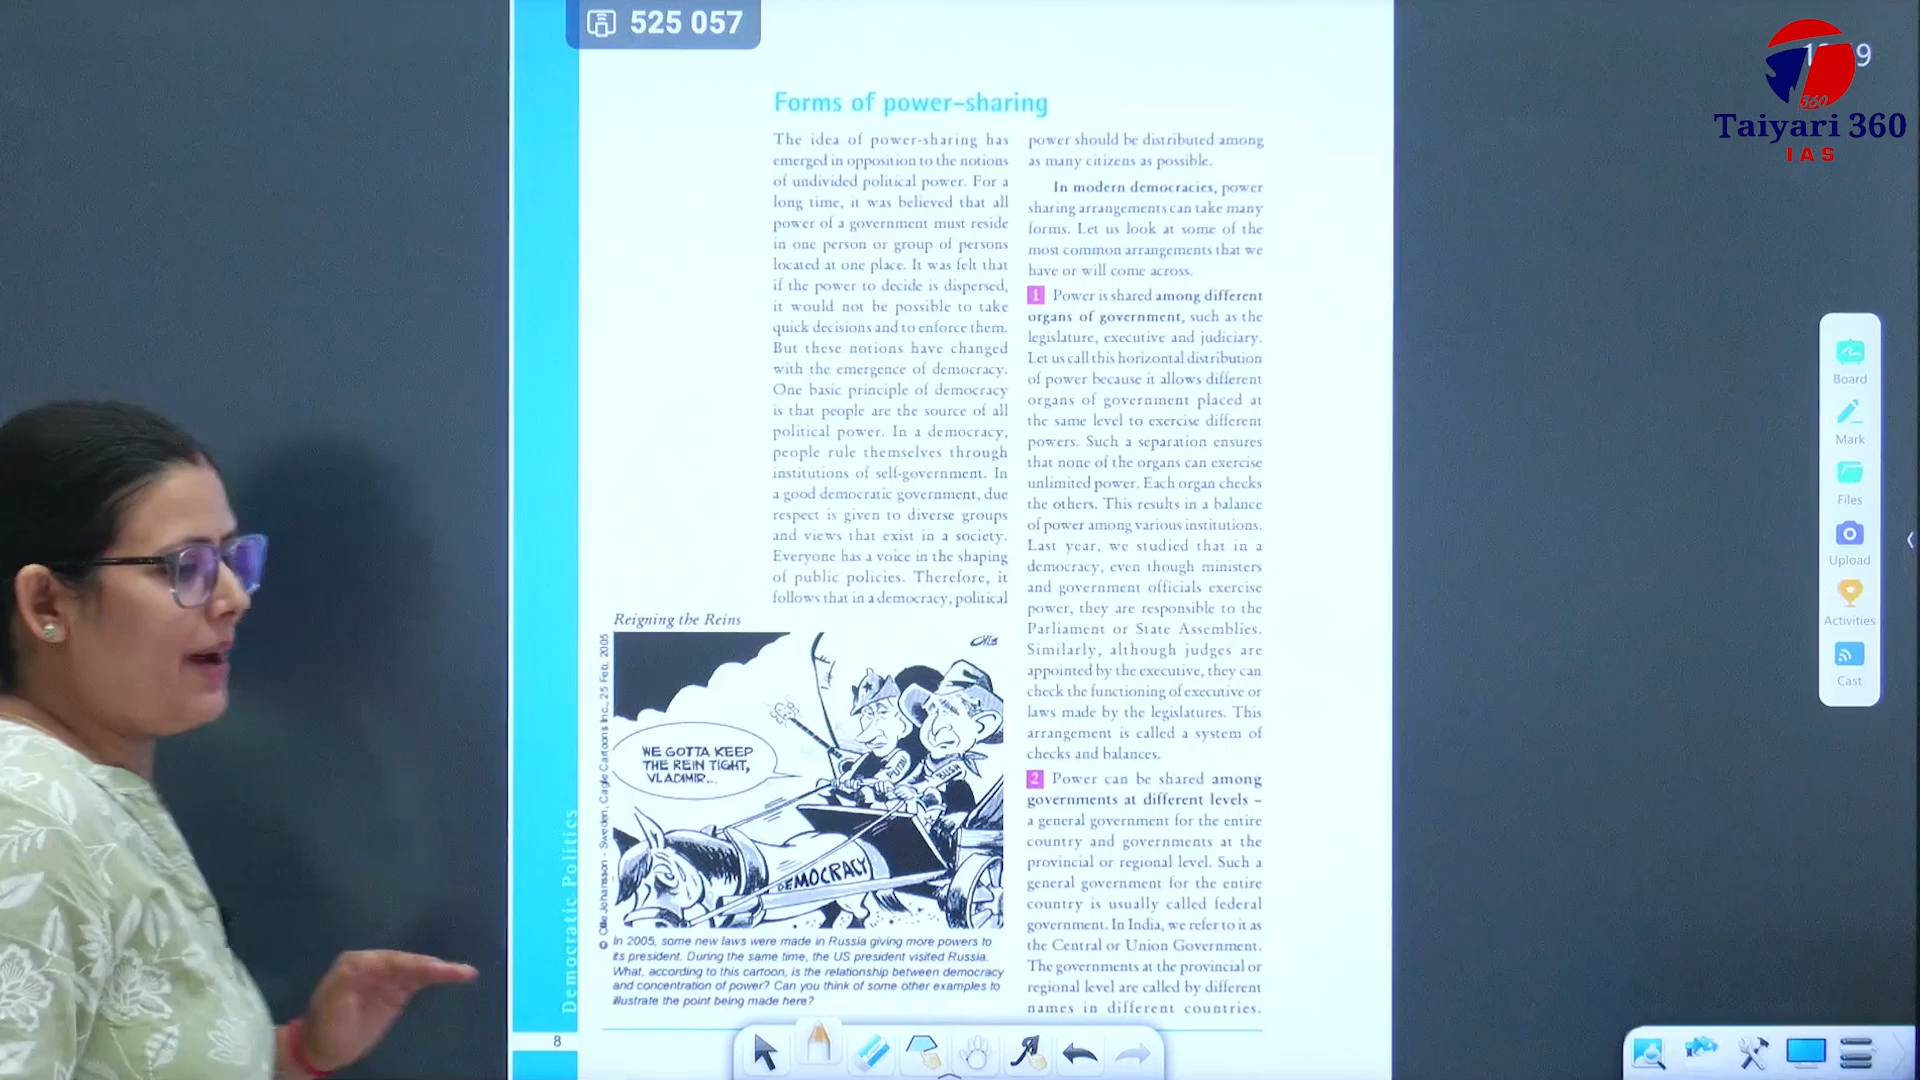 525 057
Taiyari 360
IAS
360
Forms of power-sharing
The idea of power-sharing has
emerged in opposition to the notions
of undivided political power. For a
long time, it was believed that all
power of a government must reside
in one person or group of persons
located at one place. It was felt that
if the power to decide is dispersed,
it would not be possible to take
quick decisions and to enforce them.
But these notions have changed
with the emergence of democracy.
One basic principle of democracy
is that people are the source of all
political power. In a democracy,
people rule themselves through
institutions of self-government. In
a good democratic government, due
respect is given to diverse groups
and views that exist in a society.
Everyone has a voice in the shaping
of public policies. Therefore, it
follows that in a democracy, political
power should be distributed among
as many citizens as possible.
In modern democracies, power
sharing arrangements can take many
forms. Let us look at some of the
most common arrangements that we
have or will come across.
1 Power is shared among different
organs of government, such as the
legislature, executive and judiciary.
Let us call this horizontal distribution
of power because it allows different
organs of government placed at
the same level to exercise different
powers. Such a separation ensures
that none of the organs can exercise
unlimited power. Each organ checks
the others. This results in a balance
of power among various institutions.
Last year, we studied that in a
democracy, even though ministers
and government officials exercise
power, they are responsible to the
Parliament or State Assemblies.
Similarly, although judges are
appointed by the executive, they can
check the functioning of executive or
laws made by the legislatures. This
arrangement is called a system of
checks and balances.
2 Power can be shared among
governments at different levels –
a general government for the entire
country and governments at the
provincial or regional level. Such a
general government for the entire
country is usually called federal
government. In India, we refer to it as
the Central or Union Government.
The governments at the provincial or
regional level are called by different
names in different countries.
Reigning the Reins
© Olle Johansson - Sweden, Cagle Cartoons Inc., 25 Feb. 2005
WE GOTTA KEEP
THE REIN TIGHT,
VLADIMIR...
PUTIN
BUSH
DEMOCRACY
In 2005, some new laws were made in Russia giving more powers to
its president. During the same time, the US president visited Russia.
What, according to this cartoon, is the relationship between democracy
and concentration of power? Can you think of some other examples to
illustrate the point being made here?
Democratic Politics
8
Board
Mark
Files
Upload
Activities
Cast